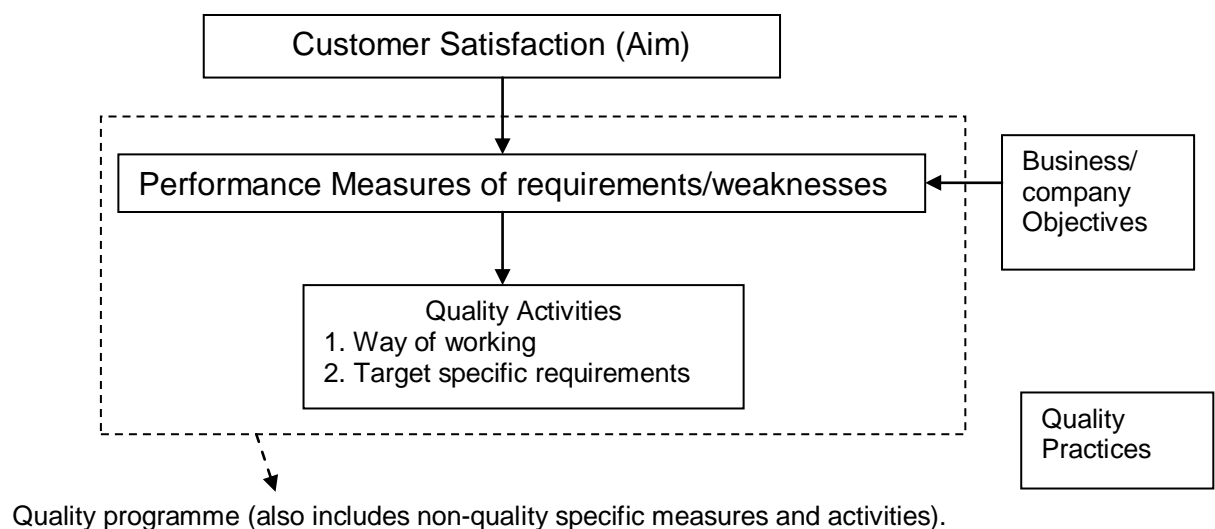 Customer Satisfaction (Aim)
Performance Measures of requirements/weaknesses
Business/
company
Objectives
Quality Activities
1. Way of working
2. Target specific requirements
Quality
Practices
Quality programme (also includes non-quality specific measures and activities).